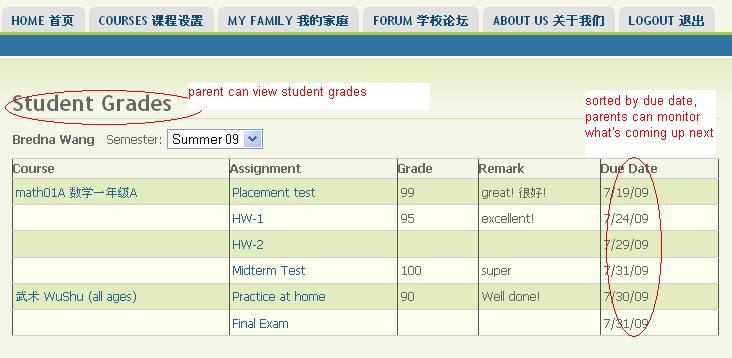 HOME 首页 COURSES 课程设置 MY FAMILY 我的家庭 FORUM 学校论坛 ABOUT US 关于我们 LOGOUT 退出
Student Grades
parent can view student grades
sorted by due date,
parents can monitor
what's coming up next
Bredna Wang Semester: Summer 09
Course Assignment Grade Remark Due Date
math01A 数学一年级A Placement test 99 great! 很好! 7/19/09
HW-1 95 excellent! 7/24/09
HW-2 7/29/09
Midterm Test 100 super 7/31/09
武术 WuShu (all ages) Practice at home 90 Well done! 7/30/09
Final Exam 7/31/09